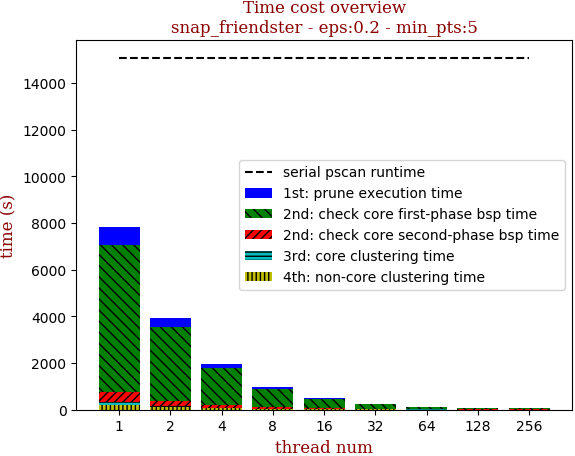 Time cost overview
snap_friendster - eps:0.2 - min_pts:5
time (s)
14000
12000
10000
8000
6000
4000
2000
0
serial pscan runtime
1st: prune execution time
2nd: check core first-phase bsp time
2nd: check core second-phase bsp time
3rd: core clustering time
4th: non-core clustering time
1 2 4 8 16 32 64 128 256
thread num